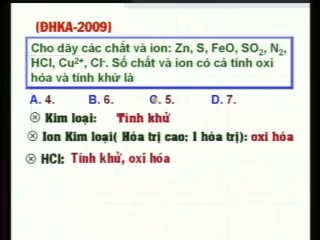 (ĐHKA-2009)
Cho dãy các chất và ion: Zn, S, FeO, SO₂, N₂,
HCl, Cu²⁺, Cl⁻. Số chất và ion có cả tính oxi
hóa và tính khử là
A. 4. B. 6. C. 5. D. 7.
⊗ Kim loại: Tính khử
⊗ Ion Kim loại( Hóa trị cao; 1 hóa trị): oxi hóa
⊗ HCl: Tính khử, oxi hóa